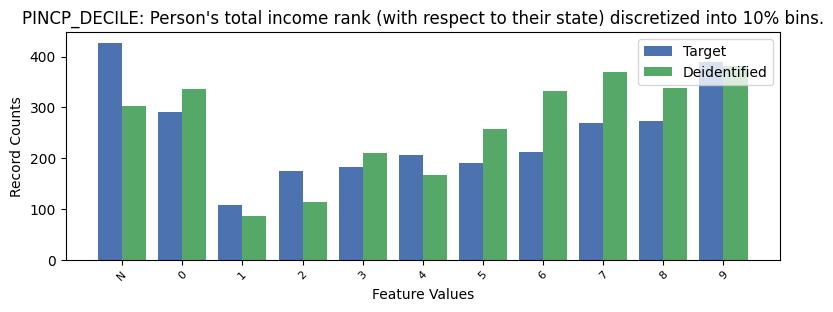 PINCP_DECILE: Person's total income rank (with respect to their state) discretized into 10% bins.
Target
Deidentified
Record Counts
400
300
200
100
0
N 0 1 2 3 4 5 6 7 8 9
Feature Values